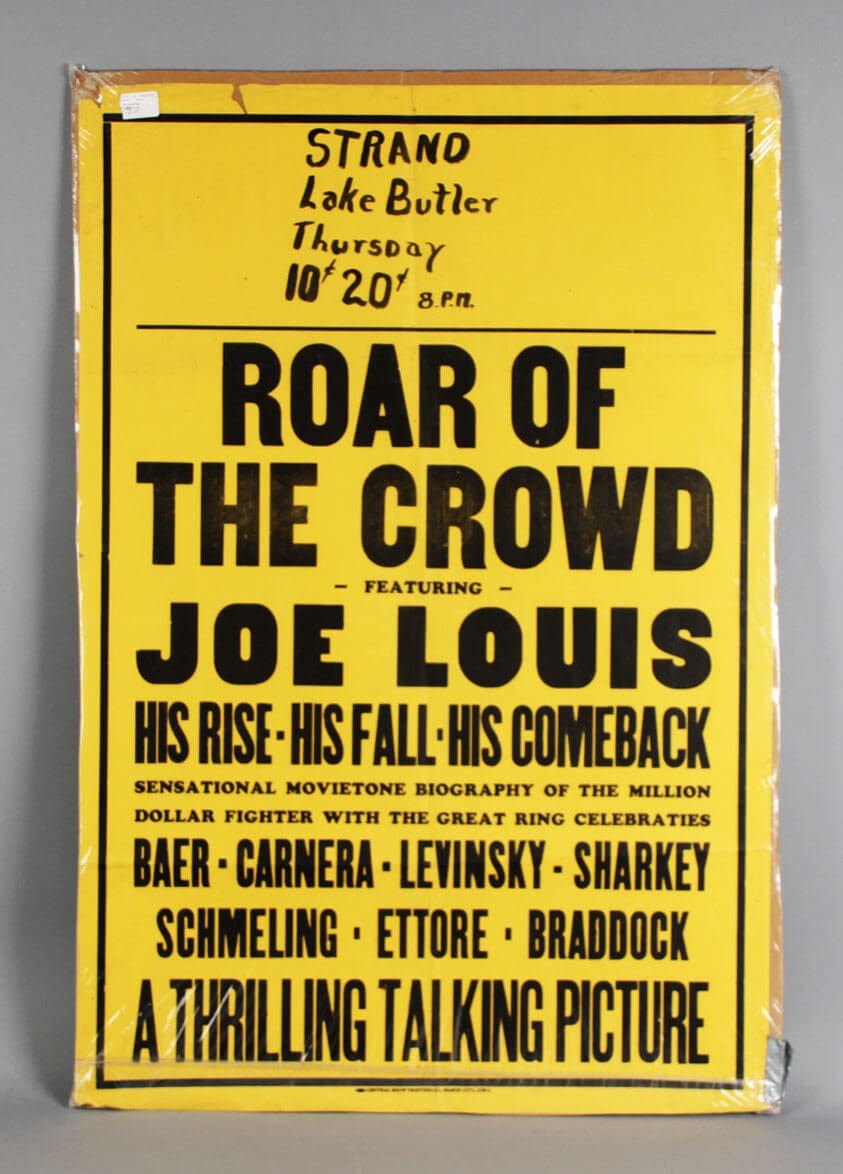 STRAND
Lake Butler
Thursday
10¢ 20¢ 8 P.M.
ROAR OF
THE CROWD
- FEATURING -
JOE LOUIS
HIS RISE · HIS FALL · HIS COMEBACK
SENSATIONAL MOVIETONE BIOGRAPHY OF THE MILLION
DOLLAR FIGHTER WITH THE GREAT RING CELEBRATIES
BAER · CARNERA · LEVINSKY - SHARKEY
SCHMELING · ETTORE · BRADDOCK
A THRILLING TALKING PICTURE